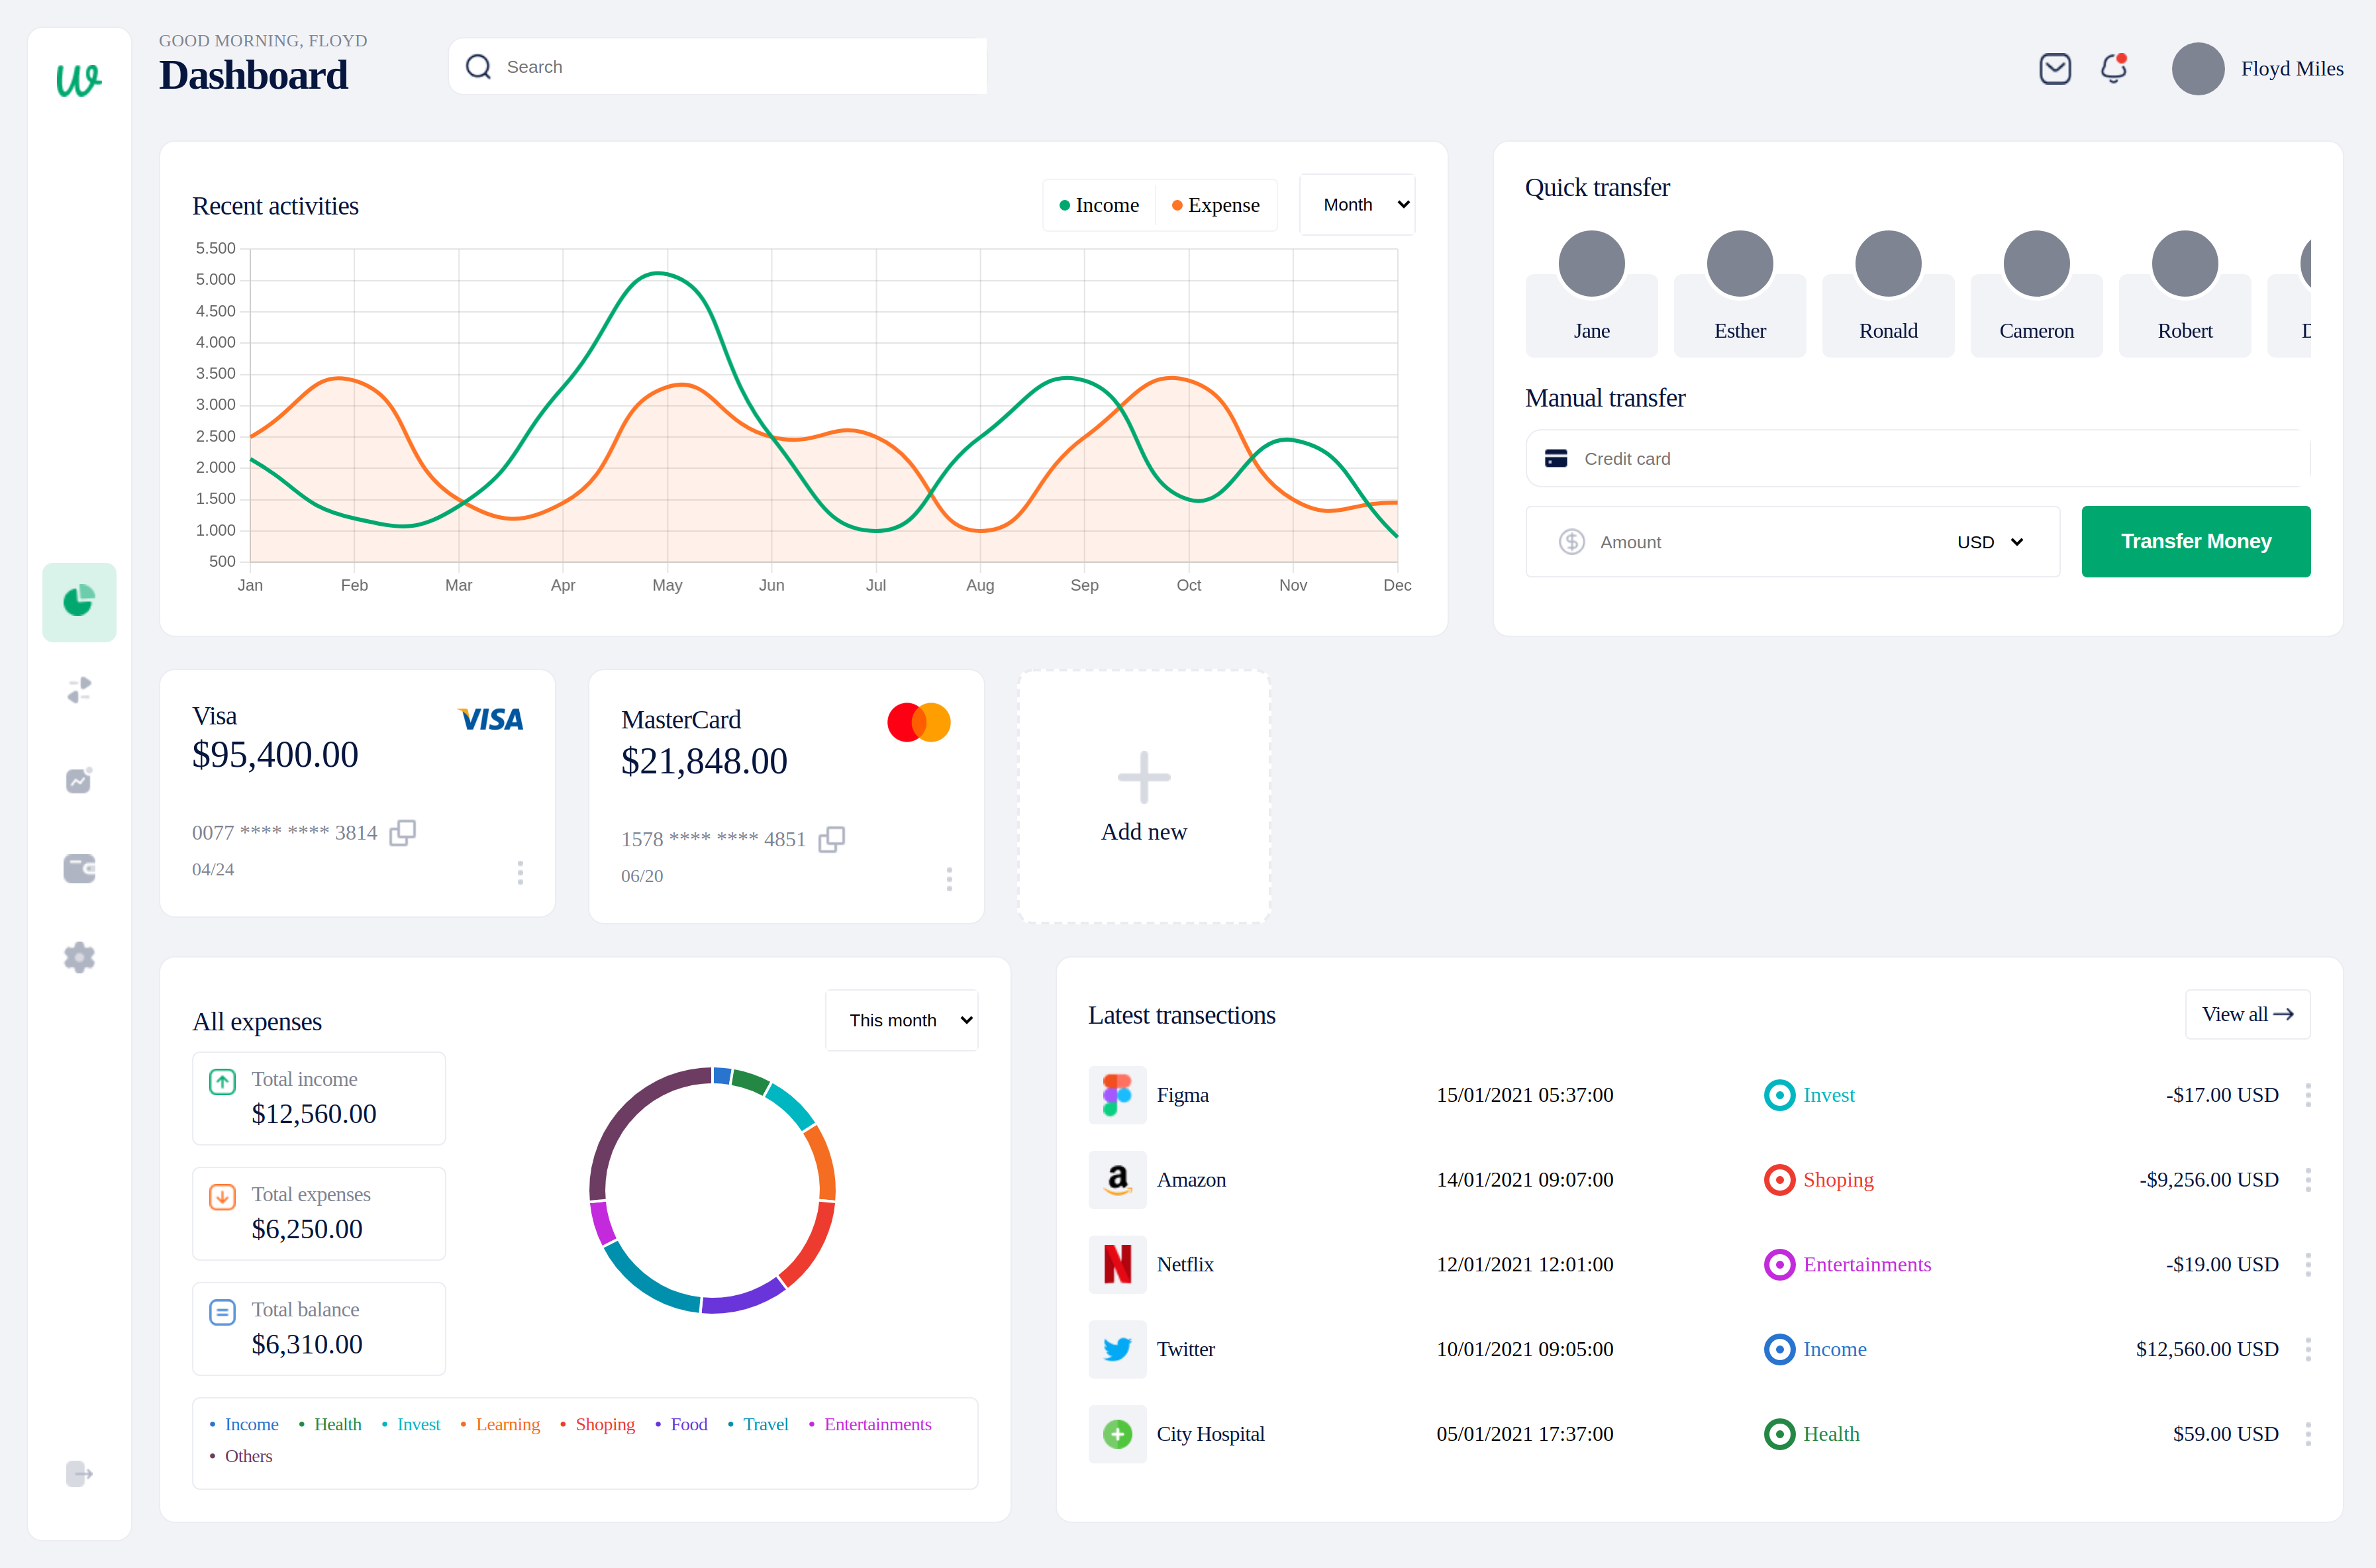 GOOD MORNING, FLOYD
Dashboard
Search
Floyd Miles
Recent activities
Income
Expense
Month
5.500
5.000
4.500
4.000
3.500
3.000
2.500
2.000
1.500
1.000
500
Jan Feb Mar Apr May Jun Jul Aug Sep Oct Nov Dec
Quick transfer
Jane
Esther
Ronald
Cameron
Robert
Manual transfer
Credit card
Amount
USD
Transfer Money
Visa
VISA
$95,400.00
0077 **** **** 3814
04/24
MasterCard
$21,848.00
1578 **** **** 4851
06/20
Add new
All expenses
This month
Total income
$12,560.00
Total expenses
$6,250.00
Total balance
$6,310.00
• Income • Health • Invest • Learning • Shoping • Food • Travel • Entertainments
• Others
Latest transections
View all
Figma 15/01/2021 05:37:00 Invest -$17.00 USD
Amazon 14/01/2021 09:07:00 Shoping -$9,256.00 USD
Netflix 12/01/2021 12:01:00 Entertainments -$19.00 USD
Twitter 10/01/2021 09:05:00 Income $12,560.00 USD
City Hospital 05/01/2021 17:37:00 Health $59.00 USD